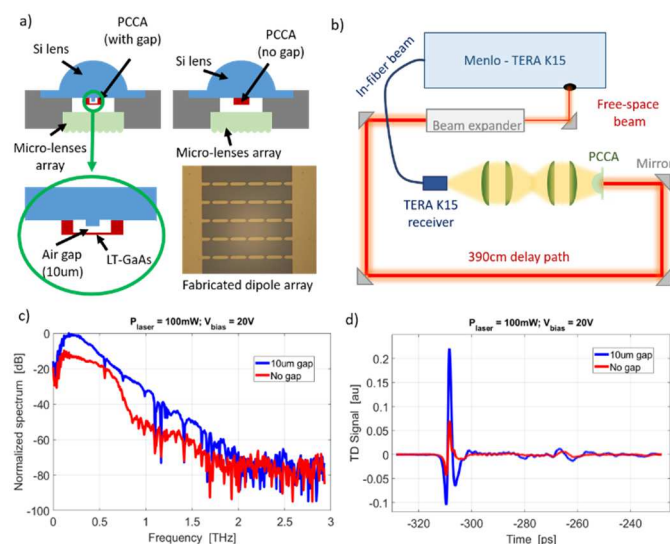 a)
PCCA
(with gap)
Si lens
PCCA
(no gap)
Si lens
Micro-lenses
array
Micro-lenses array
Air gap
(10um)
LT-GaAs
Fabricated dipole array
b)
In-fiber beam
Menlo - TERA K15
Free-space
beam
Beam expander
PCCA
Mirror
TERA K15
receiver
390cm delay path
c)
P laser = 100mW; V bias = 20V
Normalized spectrum [dB]
0
-20
-40
-60
-80
-100
10um gap
No gap
0 0.5 1 1.5 2 2.5 3
Frequency [THz]
d)
P laser = 100mW; V bias = 20V
TD Signal [au]
0.2
0.15
0.1
0.05
0
-0.05
-0.1
10um gap
No gap
-320 -300 -280 -260 -240
Time [ps]